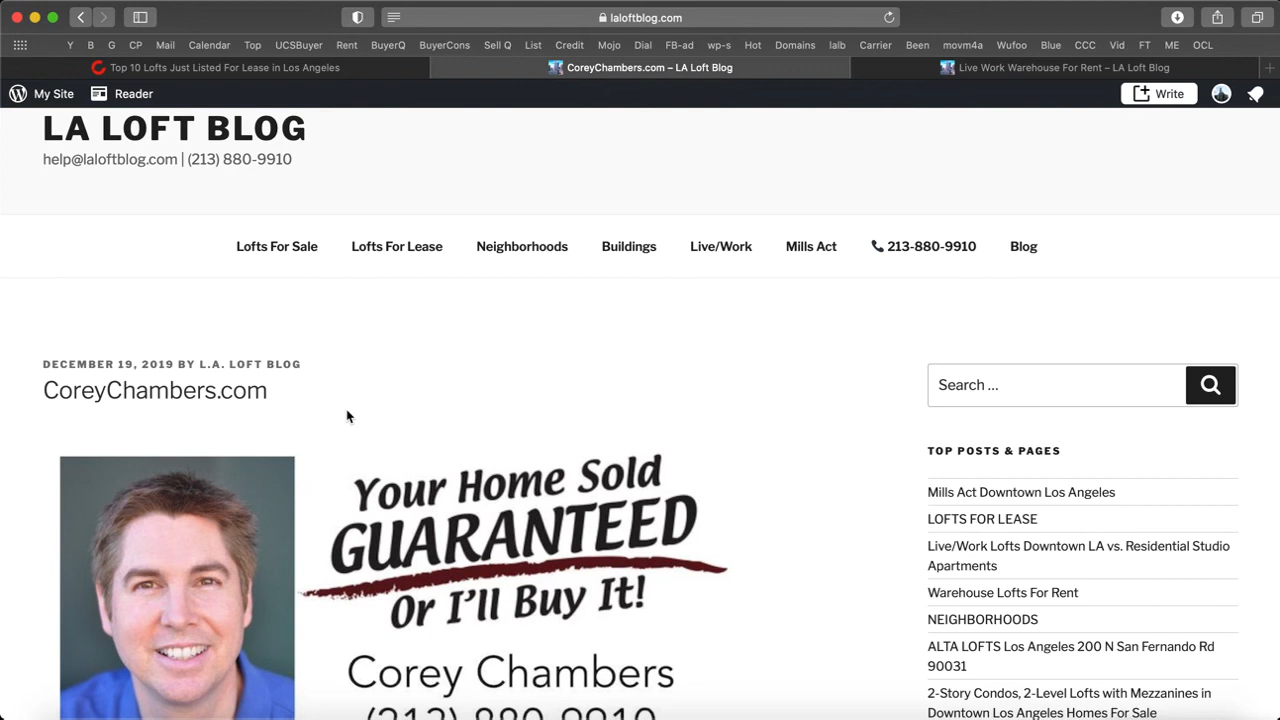 laloftblog.com
Y B G CP Mail Calendar Top UCSBuyer Rent BuyerQ BuyerCons Sell Q List Credit Mojo Dial FB-ad wp-s Hot Domains lalb Carrier Been movm4a Wufoo Blue CCC Vid FT ME OCL
Top 10 Lofts Just Listed For Lease in Los Angeles
CoreyChambers.com – LA Loft Blog
Live Work Warehouse For Rent – LA Loft Blog
My Site
Reader
Write
LA LOFT BLOG
help@laloftblog.com | (213) 880-9910
Lofts For Sale
Lofts For Lease
Neighborhoods
Buildings
Live/Work
Mills Act
213-880-9910
Blog
DECEMBER 19, 2019 BY L.A. LOFT BLOG
CoreyChambers.com
Your Home Sold
GUARANTEED
Or I'll Buy It!
Corey Chambers
(213) 880-9910
Search …
TOP POSTS & PAGES
Mills Act Downtown Los Angeles
LOFTS FOR LEASE
Live/Work Lofts Downtown LA vs. Residential Studio
Apartments
Warehouse Lofts For Rent
NEIGHBORHOODS
ALTA LOFTS Los Angeles 200 N San Fernando Rd
90031
2-Story Condos, 2-Level Lofts with Mezzanines in
Downtown Los Angeles Homes For Sale